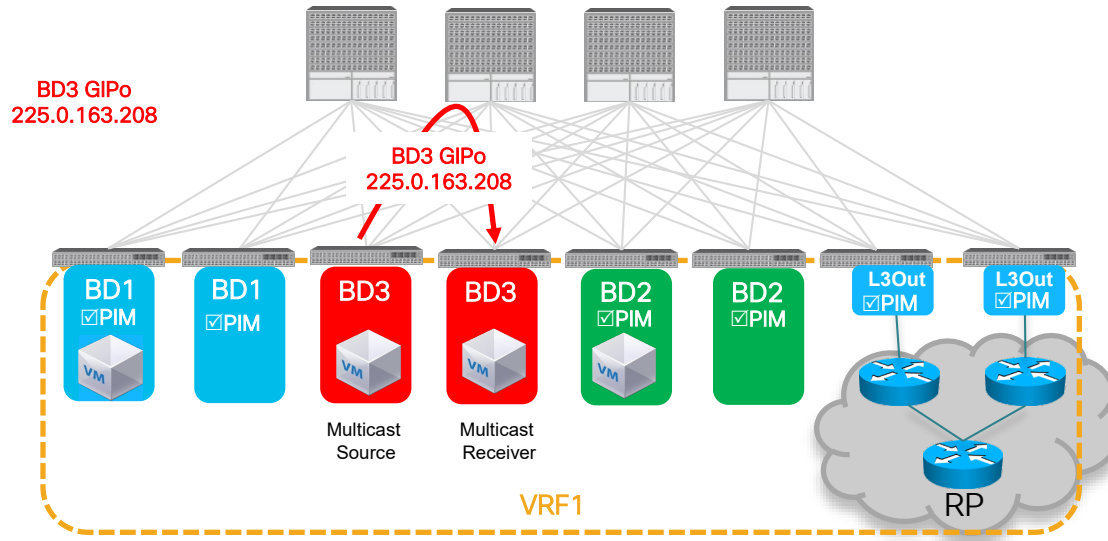 BD3 GIPo
225.0.163.208
BD3 GIPo
225.0.163.208
BD1
☑PIM
VM
BD1
☑PIM
BD3
VM
Multicast
Source
BD3
VM
Multicast
Receiver
BD2
☑PIM
VM
BD2
☑PIM
L3Out
☑PIM
L3Out
☑PIM
RP
VRF1